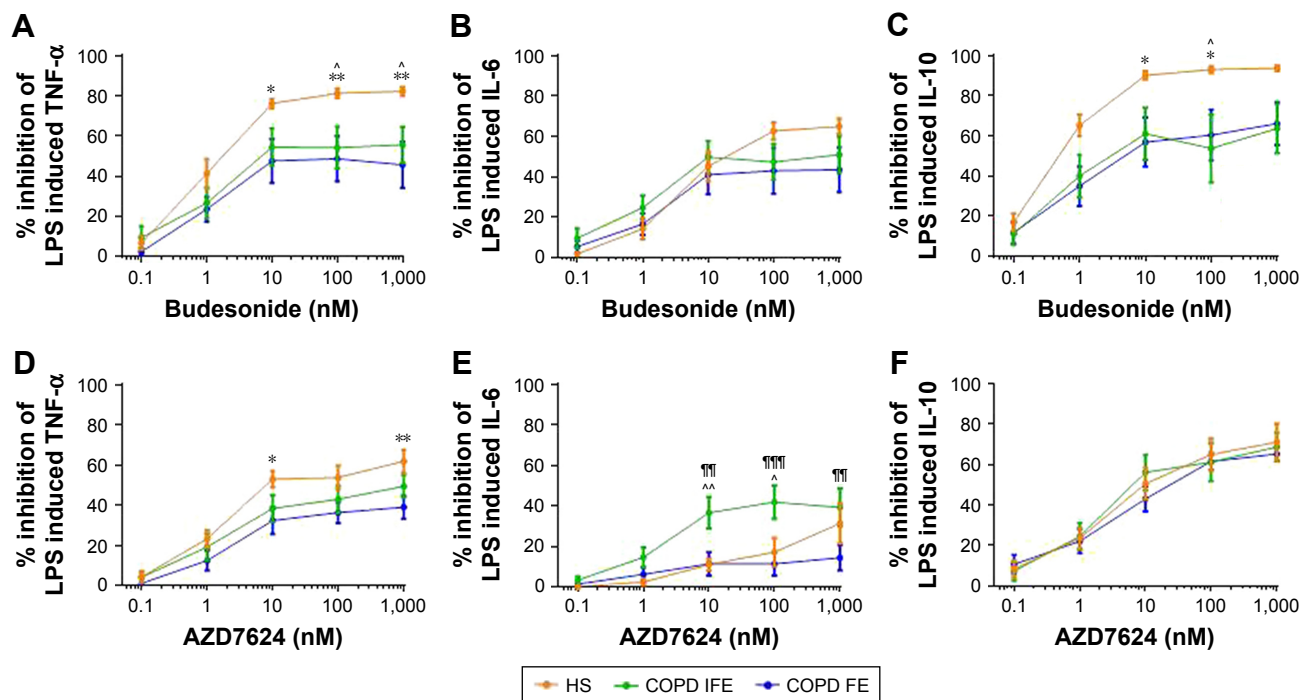 A
% inhibition of
LPS induced TNF-α
100
80
60
40
20
0
*
^
**
^
**
0.1 1 10 100 1,000
Budesonide (nM)
B
% inhibition of
LPS induced IL-6
100
80
60
40
20
0
0.1 1 10 100 1,000
Budesonide (nM)
C
% inhibition of
LPS induced IL-10
100
80
60
40
20
0
*
^
*
0.1 1 10 100 1,000
Budesonide (nM)
D
% inhibition of
LPS induced TNF-α
100
80
60
40
20
0
*
**
0.1 1 10 100 1,000
AZD7624 (nM)
E
% inhibition of
LPS induced IL-6
100
80
60
40
20
0
¶¶
^^
¶¶¶
^
¶¶
0.1 1 10 100 1,000
AZD7624 (nM)
F
% inhibition of
LPS induced IL-10
100
80
60
40
20
0
0.1 1 10 100 1,000
AZD7624 (nM)
HS COPD IFE COPD FE